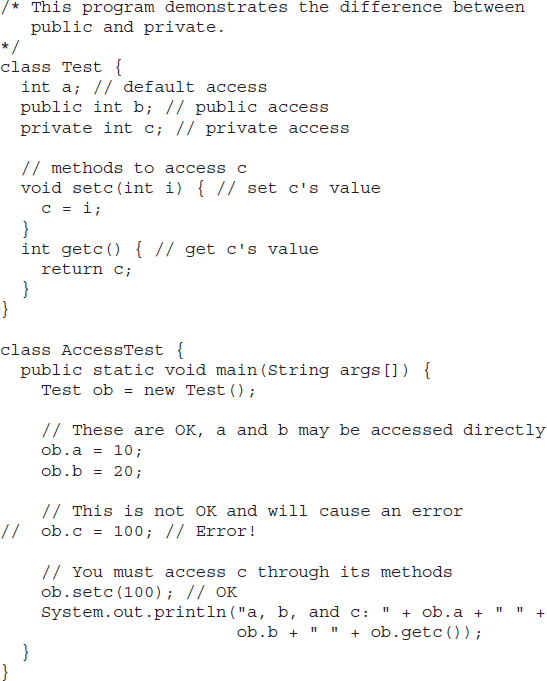 /* This program demonstrates the difference between
   public and private.
*/
class Test {
  int a; // default access
  public int b; // public access
  private int c; // private access

  // methods to access c
  void setc(int i) { // set c's value
    c = i;
  }
  int getc() { // get c's value
    return c;
  }
}

class AccessTest {
  public static void main(String args[]) {
    Test ob = new Test();

    // These are OK, a and b may be accessed directly
    ob.a = 10;
    ob.b = 20;

    // This is not OK and will cause an error
//  ob.c = 100; // Error!

    // You must access c through its methods
    ob.setc(100); // OK
    System.out.println("a, b, and c: " + ob.a + " " +
                       ob.b + " " + ob.getc());
  }
}